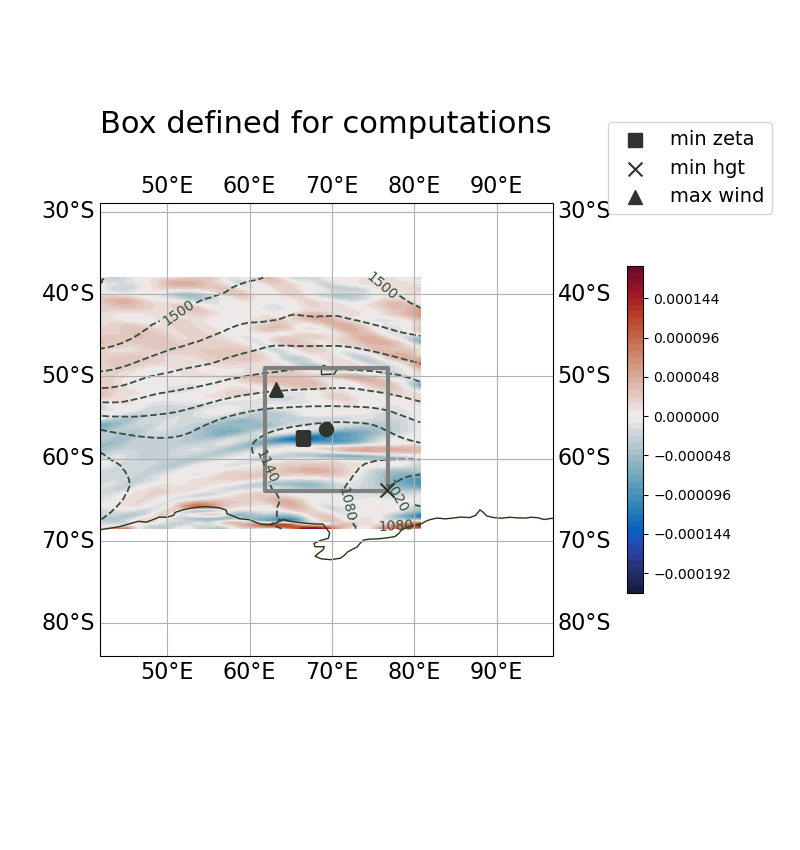 Box defined for computations
min zeta
min hgt
max wind
50°E 60°E 70°E 80°E 90°E
30°S 30°S
40°S 40°S
50°S 50°S
60°S 60°S
70°S 70°S
80°S 80°S
50°E 60°E 70°E 80°E 90°E
1500
1500
1140
1080
1020
1080
0.000144
0.000096
0.000048
0.000000
−0.000048
−0.000096
−0.000144
−0.000192